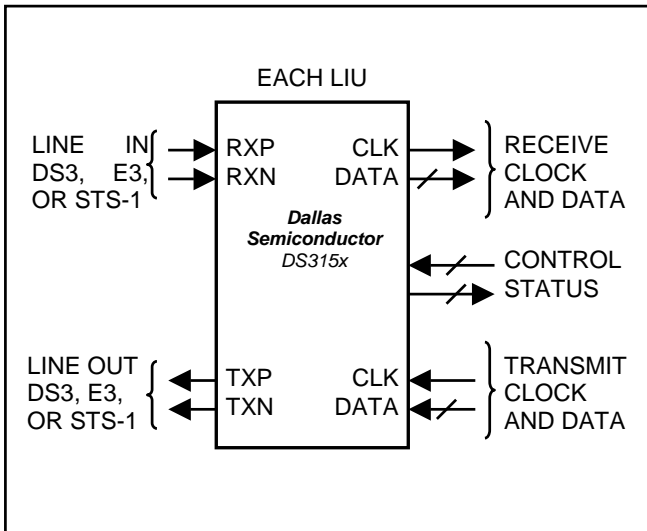 EACH LIU
LINE IN
DS3, E3,
OR STS-1
RXP
RXN
CLK
DATA
RECEIVE
CLOCK
AND DATA
Dallas
Semiconductor
DS315x
CONTROL
STATUS
LINE OUT
DS3, E3,
OR STS-1
TXP
TXN
CLK
DATA
TRANSMIT
CLOCK
AND DATA